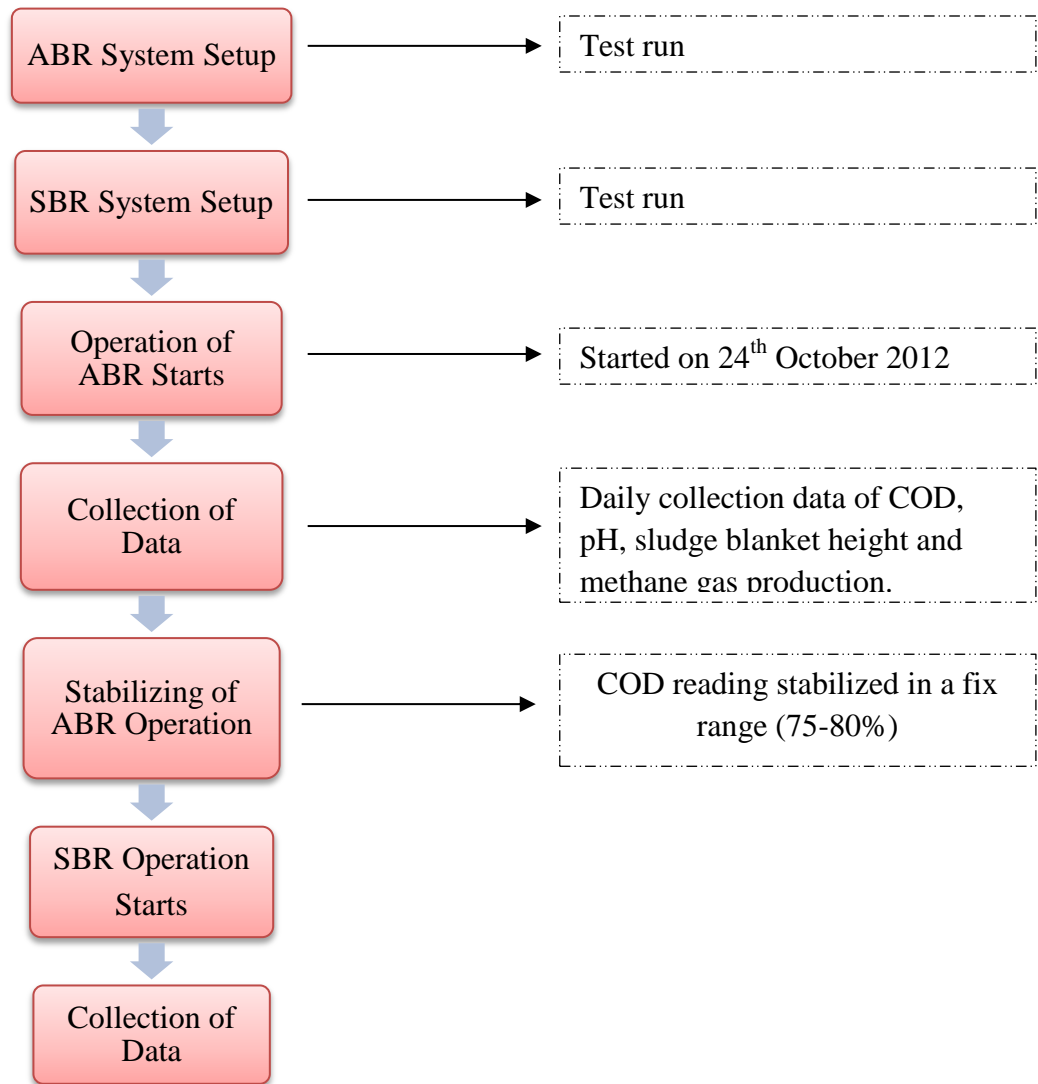 ABR System Setup
Test run
SBR System Setup
Test run
Operation of
ABR Starts
Started on 24th October 2012
Collection of
Data
Daily collection data of COD,
pH, sludge blanket height and
methane gas production.
Stabilizing of
ABR Operation
COD reading stabilized in a fix
range (75-80%)
SBR Operation
Starts
Collection of
Data